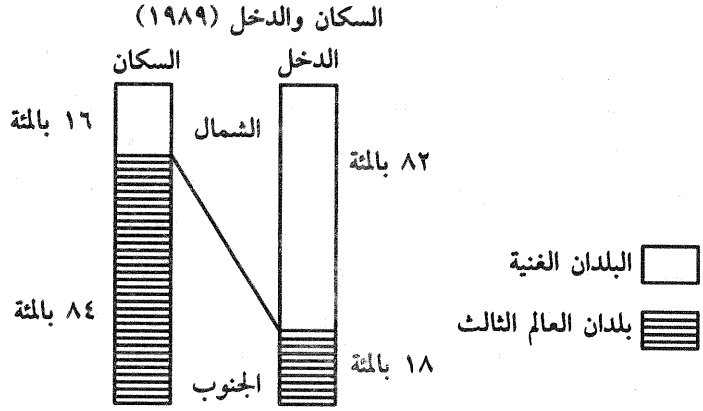 السكان والدخل (١٩٨٩)
السكان
الدخل
١٦ بالمئة
الشمال
٨٢ بالمئة
البلدان الغنية
٨٤ بالمئة
بلدان العالم الثالث
١٨ بالمئة
الجنوب